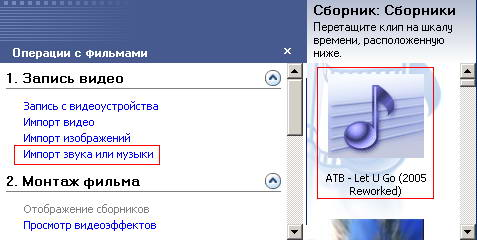 Операции с фильмами
1. Запись видео
Запись с видеоустройства
Импорт видео
Импорт изображений
Импорт звука или музыки
2. Монтаж фильма
Отображение сборников
Просмотр видеоэффектов
Сборник: Сборники
Перетащите клип на шкалу
времени, расположенную
ниже.
ATB - Let U Go (2005
Reworked)